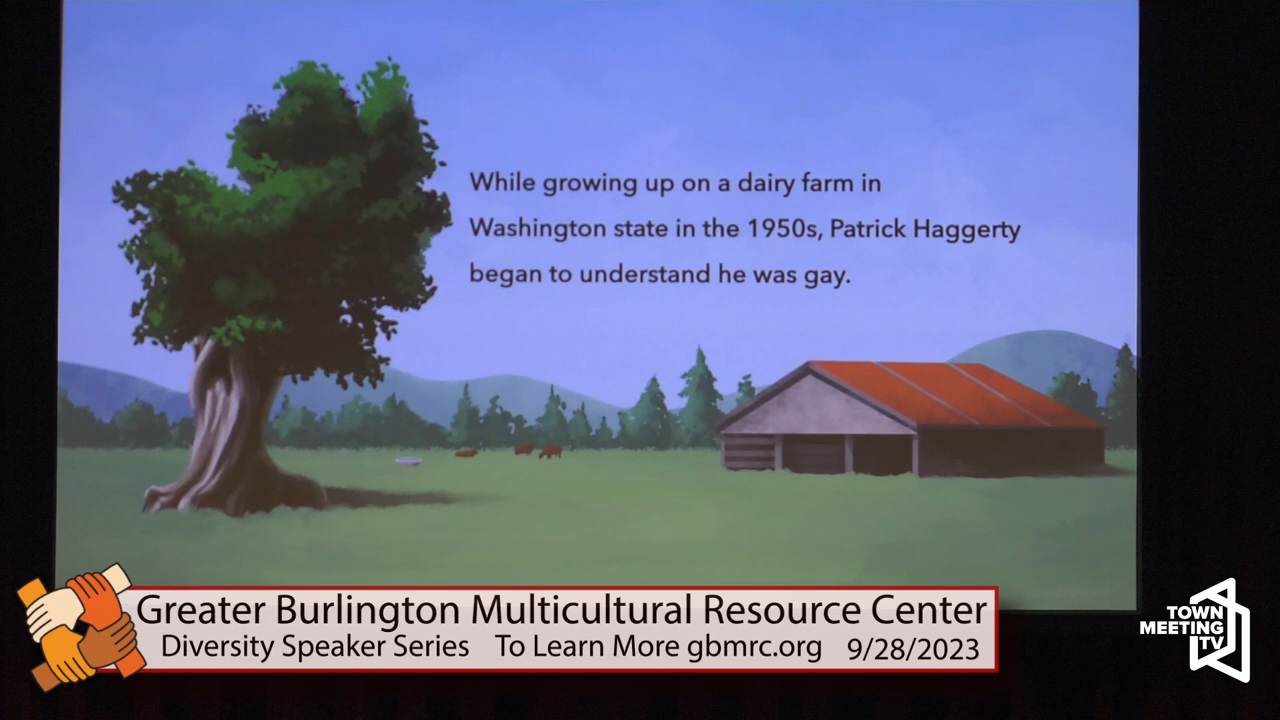 While growing up on a dairy farm in
Washington state in the 1950s, Patrick Haggerty
began to understand he was gay.
Greater Burlington Multicultural Resource Center
Diversity Speaker Series To Learn More gbmrc.org 9/28/2023
TOWN
MEETING
TV